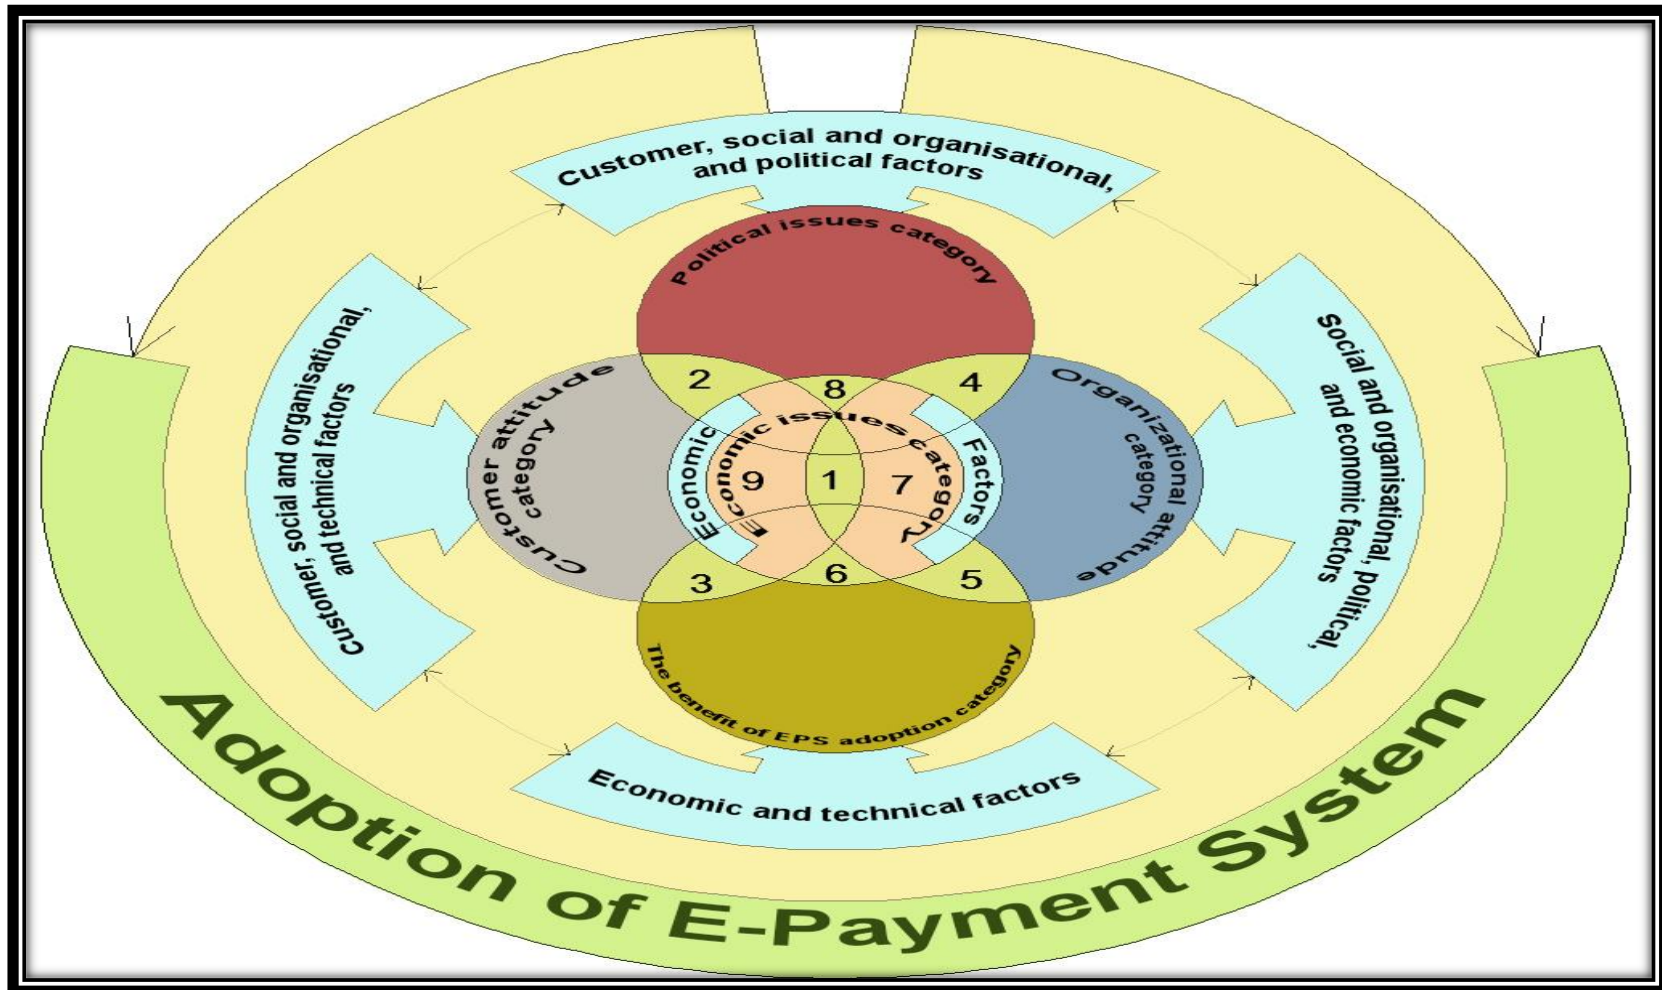 Customer, social and organisational,
and political factors
Political issues category
Customer, social and organisational,
and technical factors
Social and organisational, political,
and economic factors
Customer attitude
category
Organizational attitude
category
2
8
4
Economic
Factors
Economic issues category
9
1
7
3
6
5
The benefit of EPS adoption category
Economic and technical factors
Adoption of E-Payment System